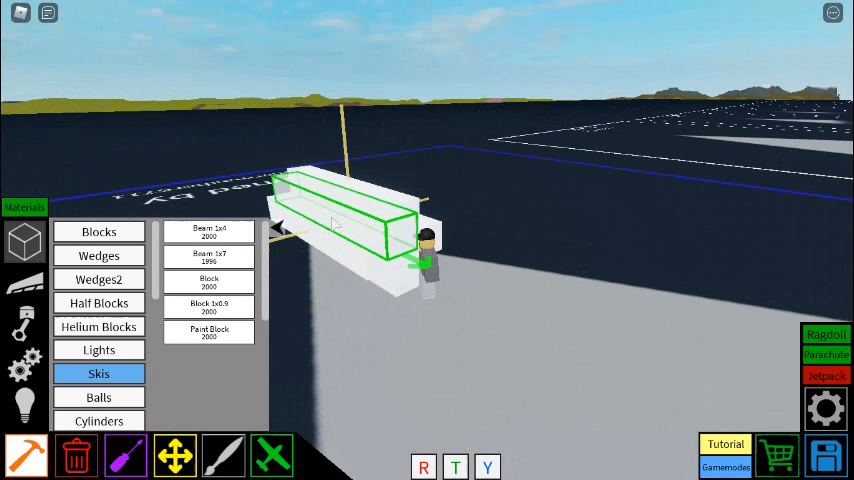 Materials
Blocks
Wedges
Wedges2
Half Blocks
Helium Blocks
Lights
Skis
Balls
Cylinders
Beam 1x4
2000
Beam 1x7
1996
Block
2000
Block 1x0.9
2000
Paint Block
2000
Ragdoll
Parachute
Jetpack
Tutorial
Gamemodes
R T Y